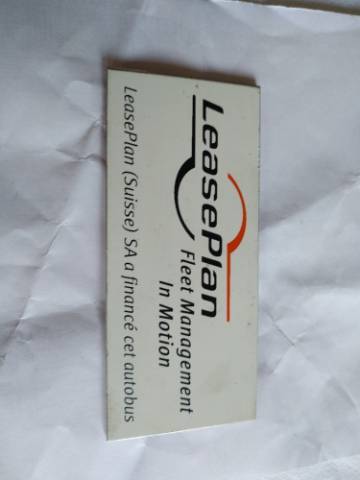 LeasePlan
Fleet Management
In Motion
LeasePlan (Suisse) SA a financé cet autobus